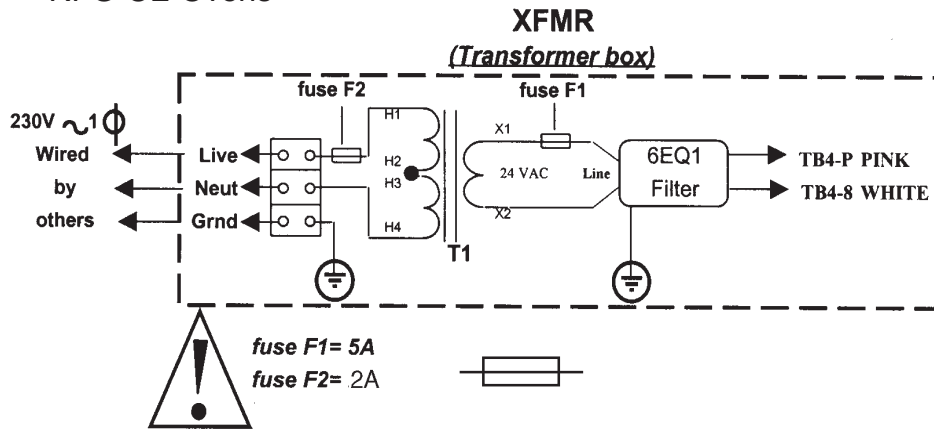 XFMR
(Transformer box)
fuse F2
fuse F1
230V ~1
Wired
by
others
Live
Neut
Grnd
H1
H2
H3
H4
T1
X1
24 VAC
X2
Line
6EQ1
Filter
TB4-P PINK
TB4-8 WHITE
!
fuse F1= 5A
fuse F2= .2A